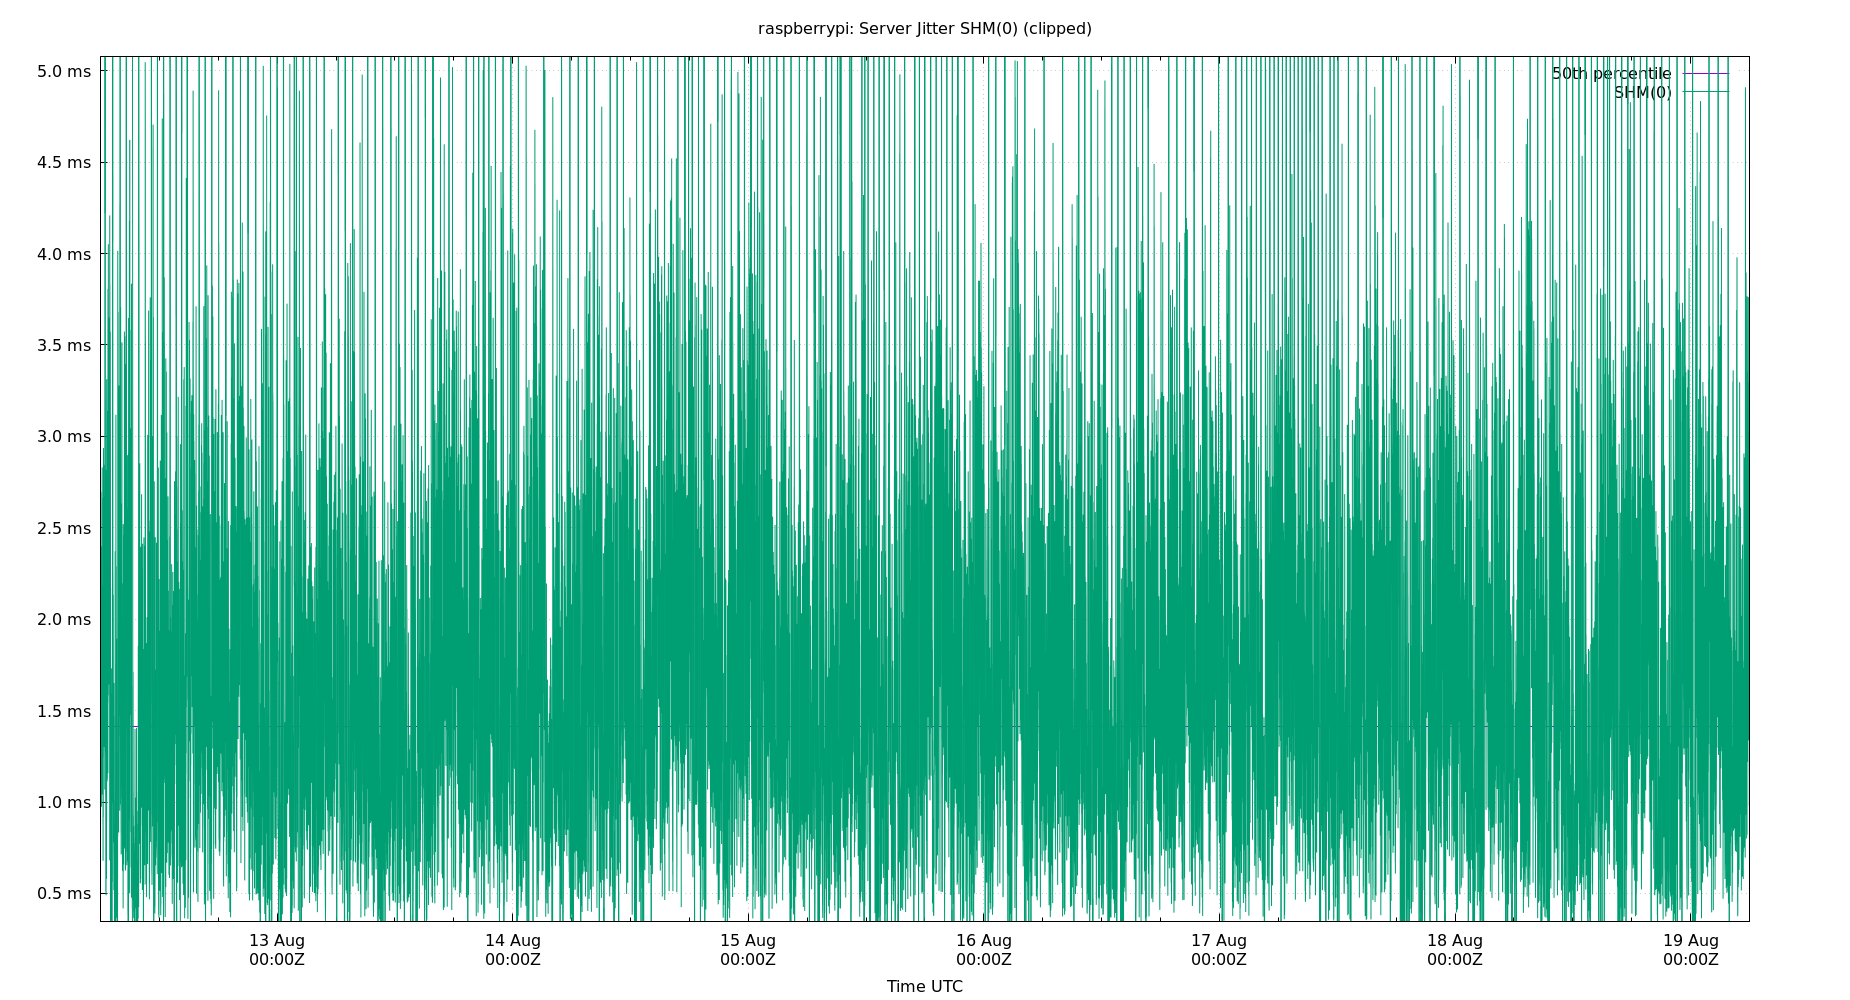 raspberrypi: Server Jitter SHM(0) (clipped)
5.0 ms
50th percentile
SHM(0)
4.5 ms
4.0 ms
3.5 ms
3.0 ms
2.5 ms
2.0 ms
1.5 ms
1.0 ms
0.5 ms
13 Aug 14 Aug 15 Aug 16 Aug 17 Aug 18 Aug 19 Aug
00:00Z 00:00Z 00:00Z 00:00Z 00:00Z 00:00Z 00:00Z
Time UTC